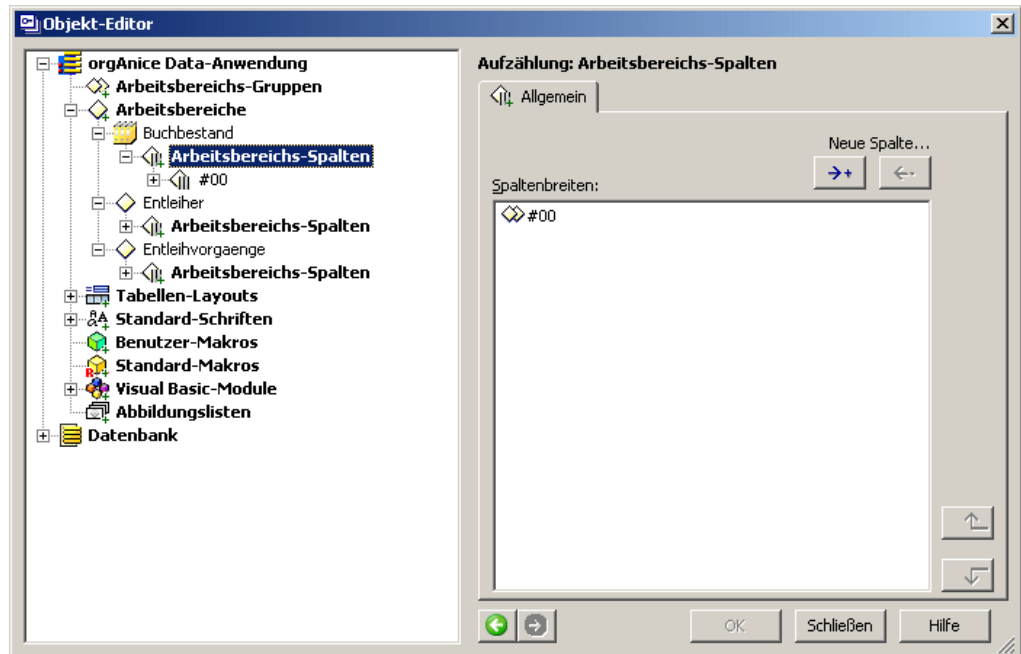 Objekt-Editor
orgAnice Data-Anwendung
Arbeitsbereichs-Gruppen
Arbeitsbereiche
Buchbestand
Arbeitsbereichs-Spalten
#00
Entleiher
Arbeitsbereichs-Spalten
Entleihvorgaenge
Arbeitsbereichs-Spalten
Tabellen-Layouts
Standard-Schriften
Benutzer-Makros
Standard-Makros
Visual Basic-Module
Abbildungslisten
Datenbank
Aufzählung: Arbeitsbereichs-Spalten
Allgemein
Neue Spalte...
Spaltenbreiten:
#00
OK
Schließen
Hilfe